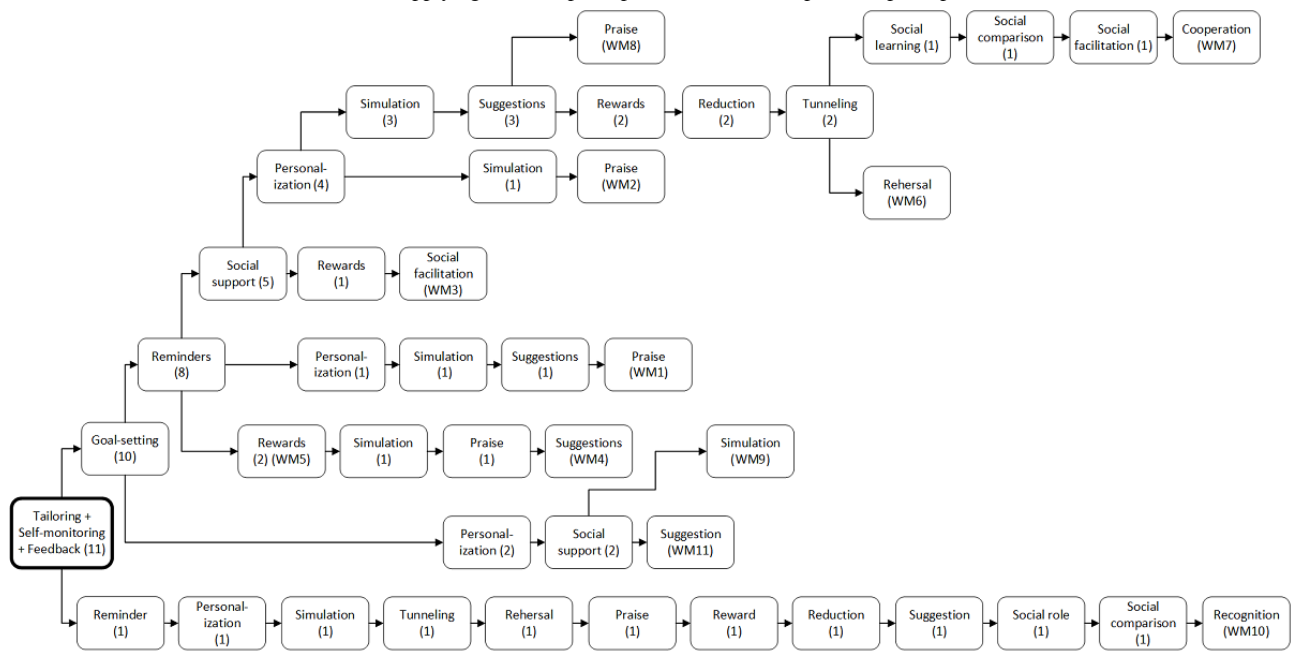 Praise
(WM8)
Social
learning (1)
Social
comparison
(1)
Social
facilitation (1)
Cooperation
(WM7)
Simulation
(3)
Suggestions
(3)
Rewards
(2)
Reduction
(2)
Tunneling
(2)
Personal-
ization (4)
Simulation
(1)
Praise
(WM2)
Rehersal
(WM6)
Social
support (5)
Rewards
(1)
Social
facilitation
(WM3)
Reminders
(8)
Personal-
ization (1)
Simulation
(1)
Suggestions
(1)
Praise
(WM1)
Goal-setting
(10)
Rewards
(2) (WM5)
Simulation
(1)
Praise
(1)
Suggestions
(WM4)
Simulation
(WM9)
Tailoring +
Self-monitoring
+ Feedback (11)
Personal-
ization (2)
Social
support (2)
Suggestion
(WM11)
Reminder
(1)
Personal-
ization
(1)
Simulation
(1)
Tunneling
(1)
Rehersal
(1)
Praise
(1)
Reward
(1)
Reduction
(1)
Suggestion
(1)
Social role
(1)
Social
comparison
(1)
Recognition
(WM10)